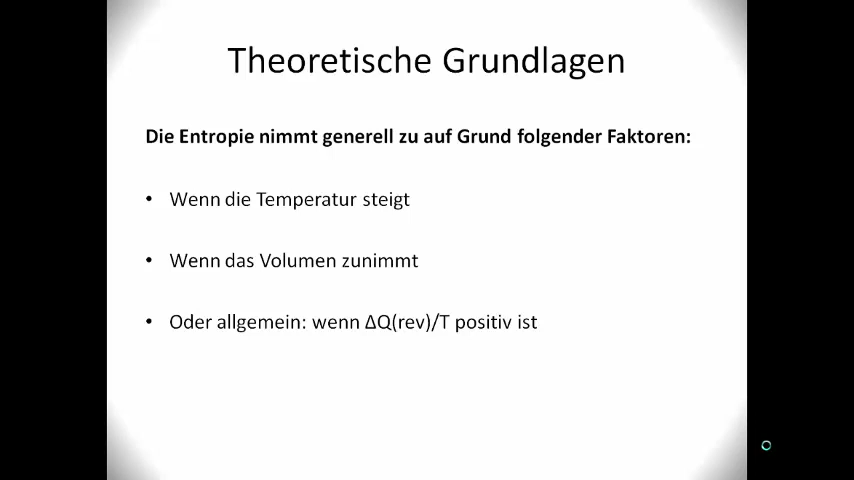 Theoretische Grundlagen
Die Entropie nimmt generell zu auf Grund folgender Faktoren:
• Wenn die Temperatur steigt
• Wenn das Volumen zunimmt
• Oder allgemein: wenn ΔQ(rev)/T positiv ist